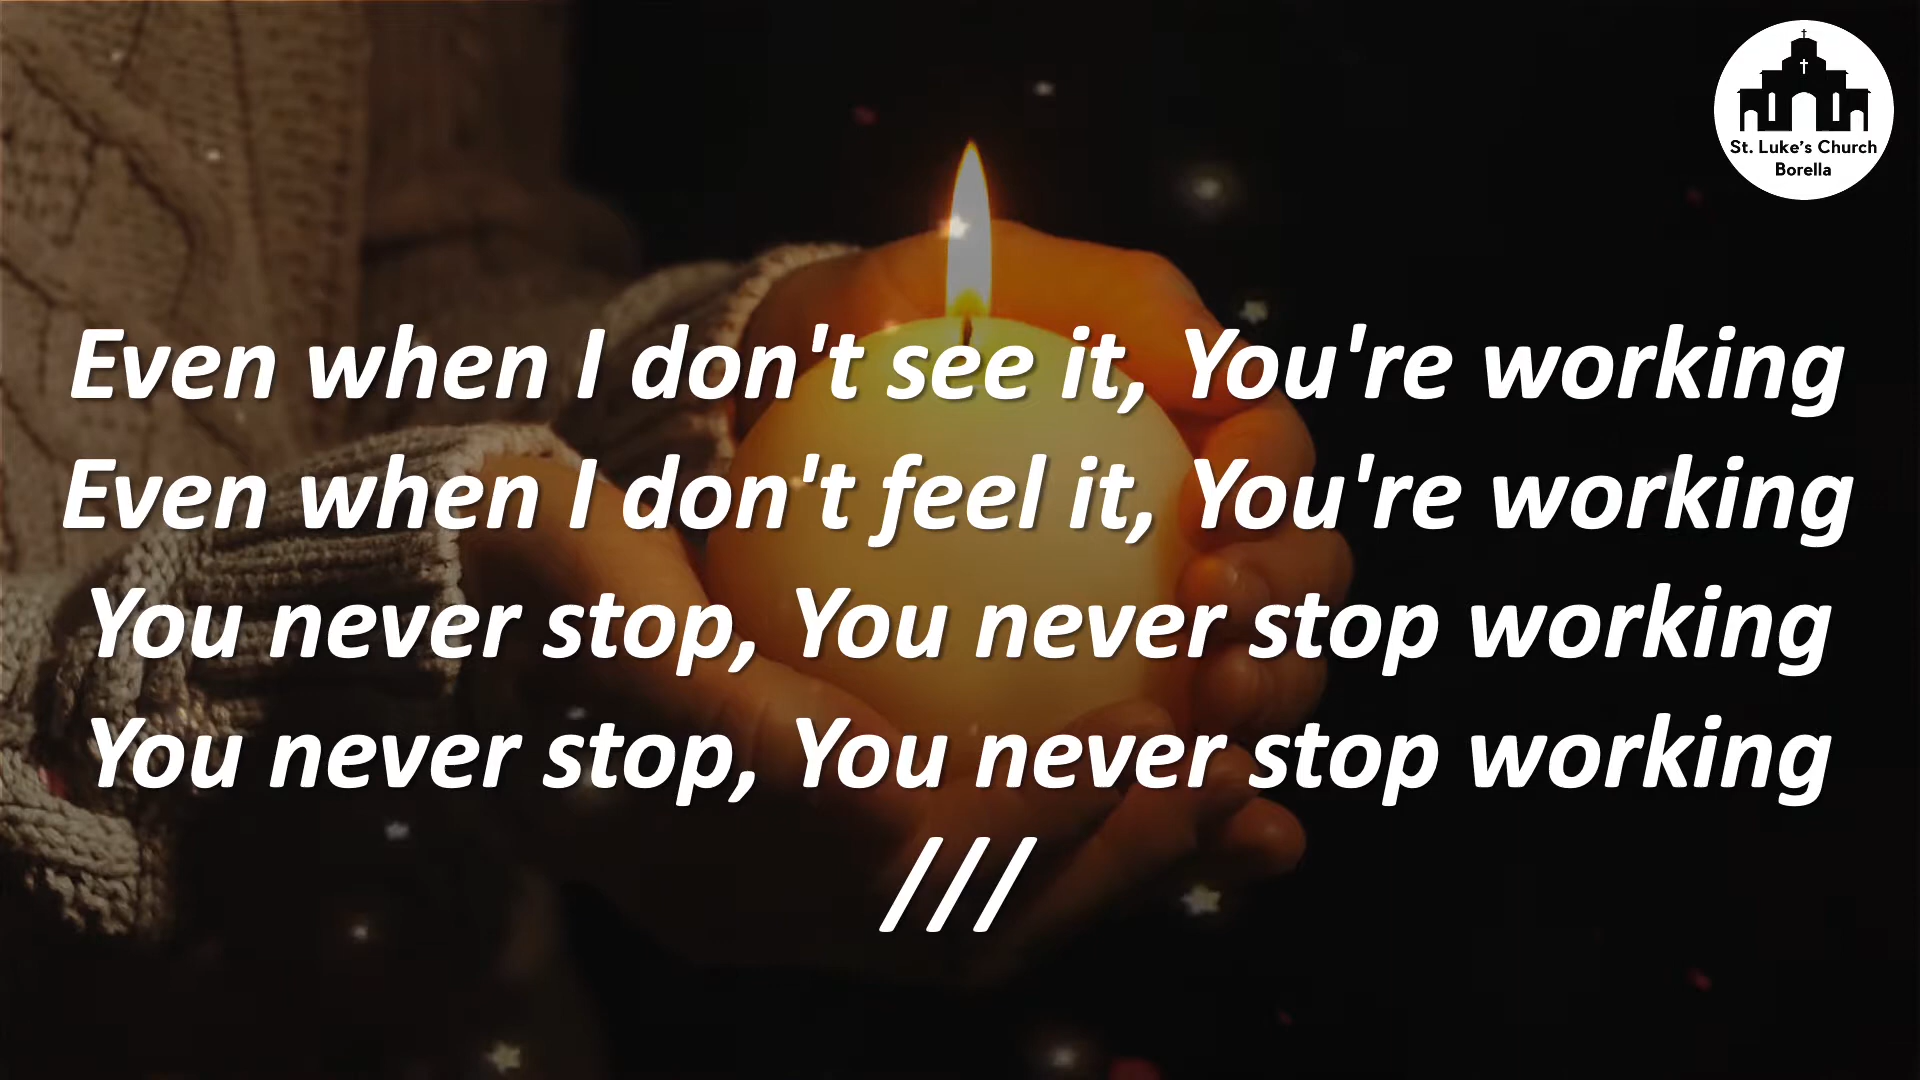 St. Luke's Church
Borella
Even when I don't see it, You're working
Even when I don't feel it, You're working
You never stop, You never stop working
You never stop, You never stop working
///